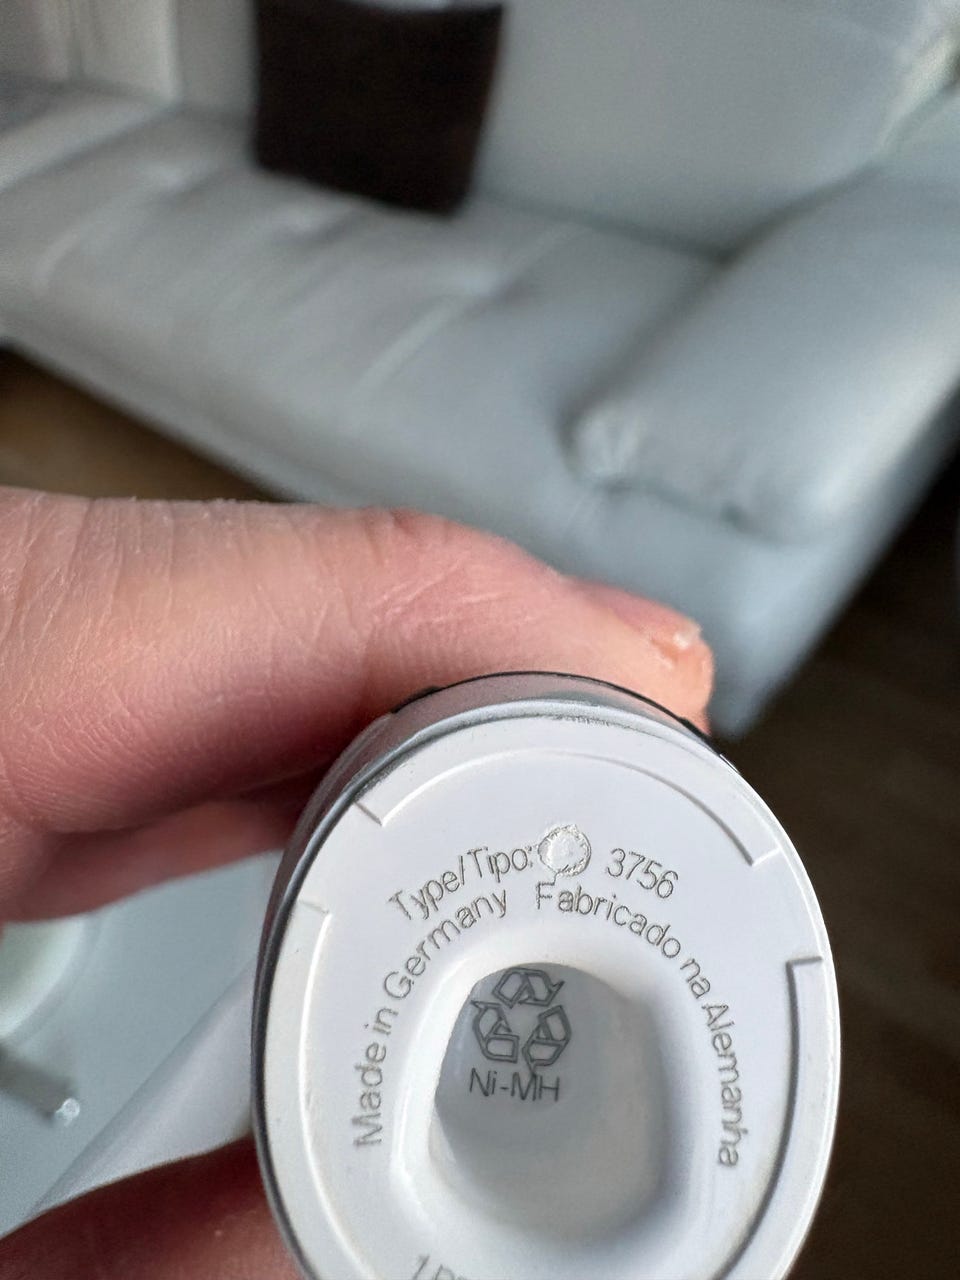 Type/Tipo: 3756
Made in Germany Fabricado na Alemanha
Ni-MH